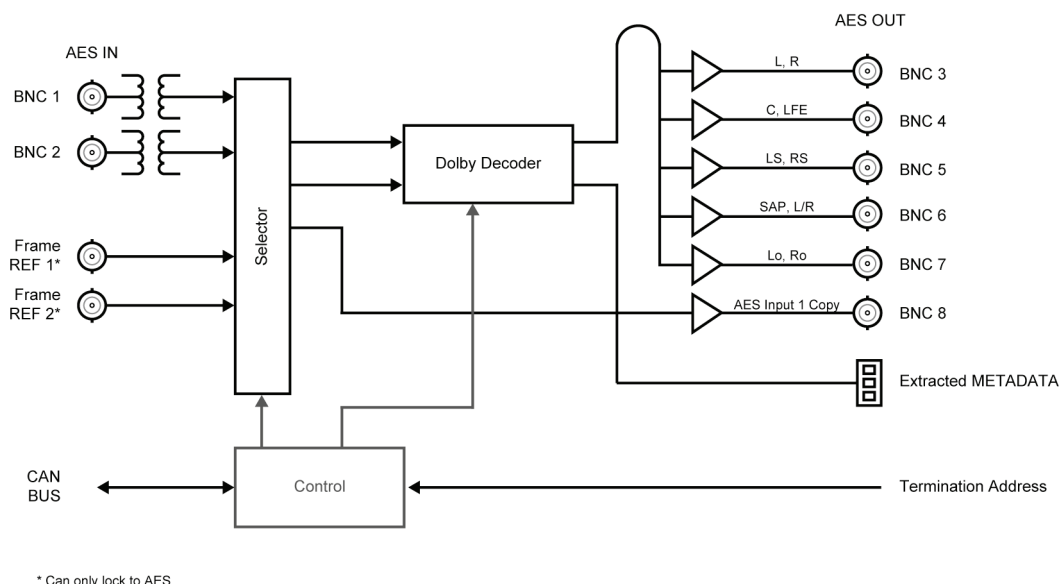 AES OUT
AES IN
BNC 1
BNC 2
Frame
REF 1*
Frame
REF 2*
Selector
Dolby Decoder
L, R
BNC 3
C, LFE
BNC 4
LS, RS
BNC 5
SAP, L/R
BNC 6
Lo, Ro
BNC 7
AES Input 1 Copy
BNC 8
Extracted METADATA
CAN
BUS
Control
Termination Address
* Can only lock to AES